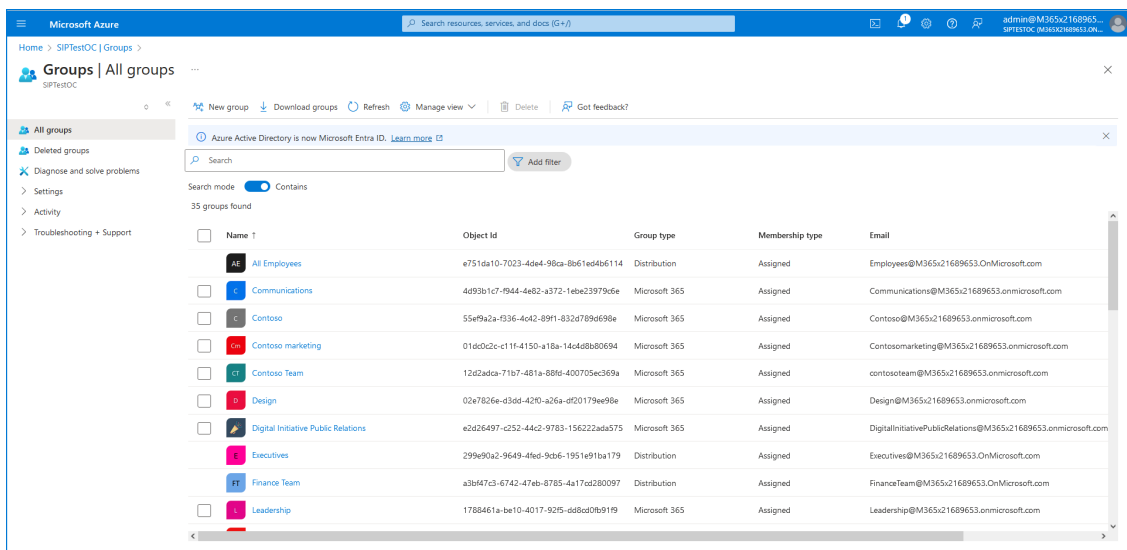 Microsoft Azure
Search resources, services, and docs (G+/)
1
admin@M365x2168965...
SIPTESTOC (M365X21689653.ON...
Home > SIPTestOC | Groups >
Groups | All groups ...
SIPTestOC
New group Download groups Refresh Manage view Delete Got feedback?
All groups
Deleted groups
Diagnose and solve problems
Settings
Activity
Troubleshooting + Support
Azure Active Directory is now Microsoft Entra ID. Learn more
Search
Add filter
Search mode Contains
35 groups found
Name ↑ Object Id Group type Membership type Email
AE All Employees e751da10-7023-4de4-98ca-8b61ed4b6114 Distribution Assigned Employees@M365x21689653.OnMicrosoft.com
C Communications 4d93b1c7-f944-4e82-a372-1ebe23979c6e Microsoft 365 Assigned Communications@M365x21689653.onmicrosoft.com
C Contoso 55ef9a2a-f336-4c42-89f1-832d789d698e Microsoft 365 Assigned Contoso@M365x21689653.onmicrosoft.com
Cm Contoso marketing 01dc0c2c-c11f-4150-a18a-14c4d8b80694 Microsoft 365 Assigned Contosomarketing@M365x21689653.onmicrosoft.com
CT Contoso Team 12d2adca-71b7-481a-88fd-400705ec369a Microsoft 365 Assigned contosoteam@M365x21689653.onmicrosoft.com
D Design 02e7826e-d3dd-42f0-a26a-df20179ee98e Microsoft 365 Assigned Design@M365x21689653.onmicrosoft.com
Digital Initiative Public Relations e2d26497-c252-44c2-9783-156222ada575 Microsoft 365 Assigned DigitalInitiativePublicRelations@M365x21689653.onmicrosoft.com
E Executives 299e90a2-9649-4fed-9cb6-1951e91ba179 Distribution Assigned Executives@M365x21689653.OnMicrosoft.com
FT Finance Team a3bf47c3-6742-47eb-8785-4a17cd280097 Distribution Assigned FinanceTeam@M365x21689653.OnMicrosoft.com
L Leadership 1788461a-be10-4017-92f5-dd8cd0fb91f9 Microsoft 365 Assigned Leadership@M365x21689653.onmicrosoft.com